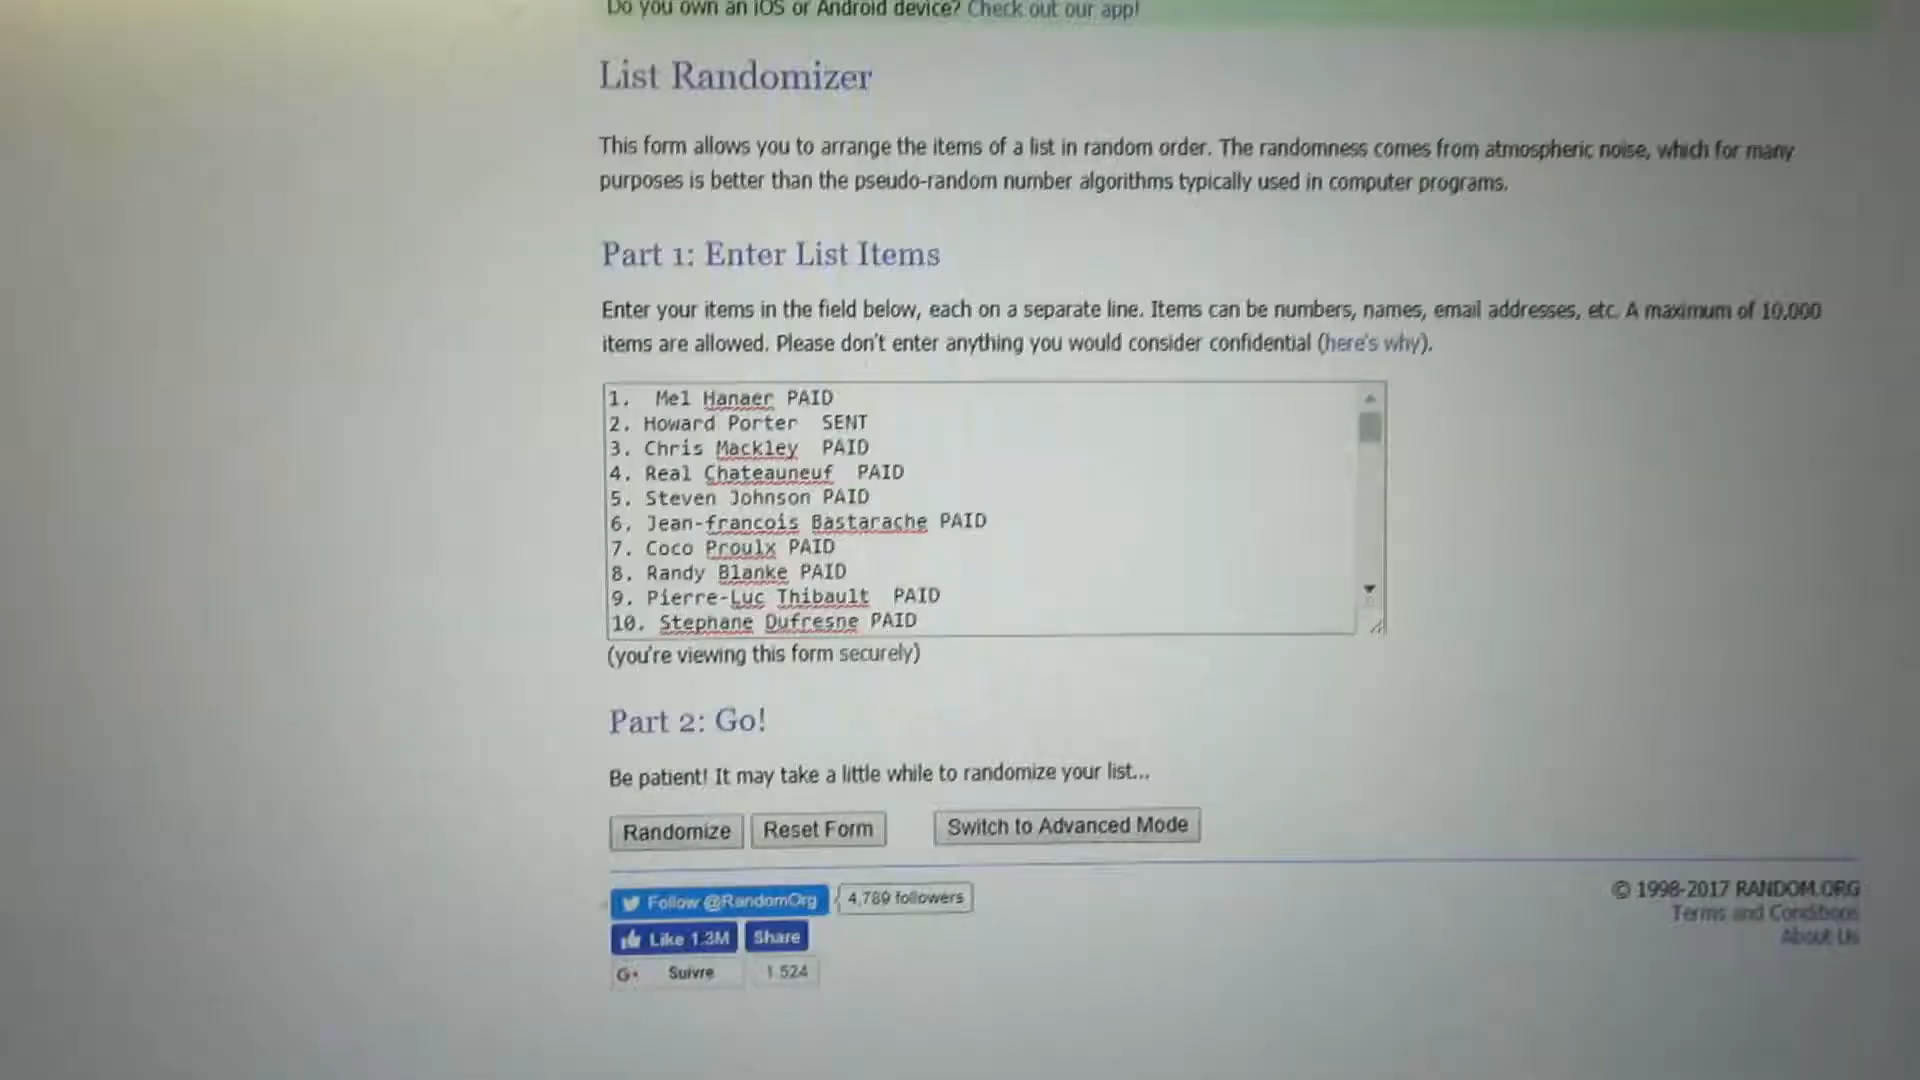 Do you own an iOS or Android device? Check out our app!
List Randomizer
This form allows you to arrange the items of a list in random order. The randomness comes from atmospheric noise, which for many
purposes is better than the pseudo-random number algorithms typically used in computer programs.
Part 1: Enter List Items
Enter your items in the field below, each on a separate line. Items can be numbers, names, email addresses, etc. A maximum of 10,000
items are allowed. Please don't enter anything you would consider confidential (here's why).
1.  Mel Hanaer PAID
2. Howard Porter  SENT
3. Chris Mackley  PAID
4. Real Chateauneuf  PAID
5. Steven Johnson PAID
6. Jean-francois Bastarache PAID
7. Coco Proulx PAID
8. Randy Blanke PAID
9. Pierre-Luc Thibault  PAID
10. Stephane Dufresne PAID
(you're viewing this form securely)
Part 2: Go!
Be patient! It may take a little while to randomize your list...
Randomize Reset Form Switch to Advanced Mode
Follow @RandomOrg 4,789 followers
Like 1.3M Share
G+ Suivre 1 524
© 1998-2017 RANDOM.ORG
Terms and Conditions
About Us